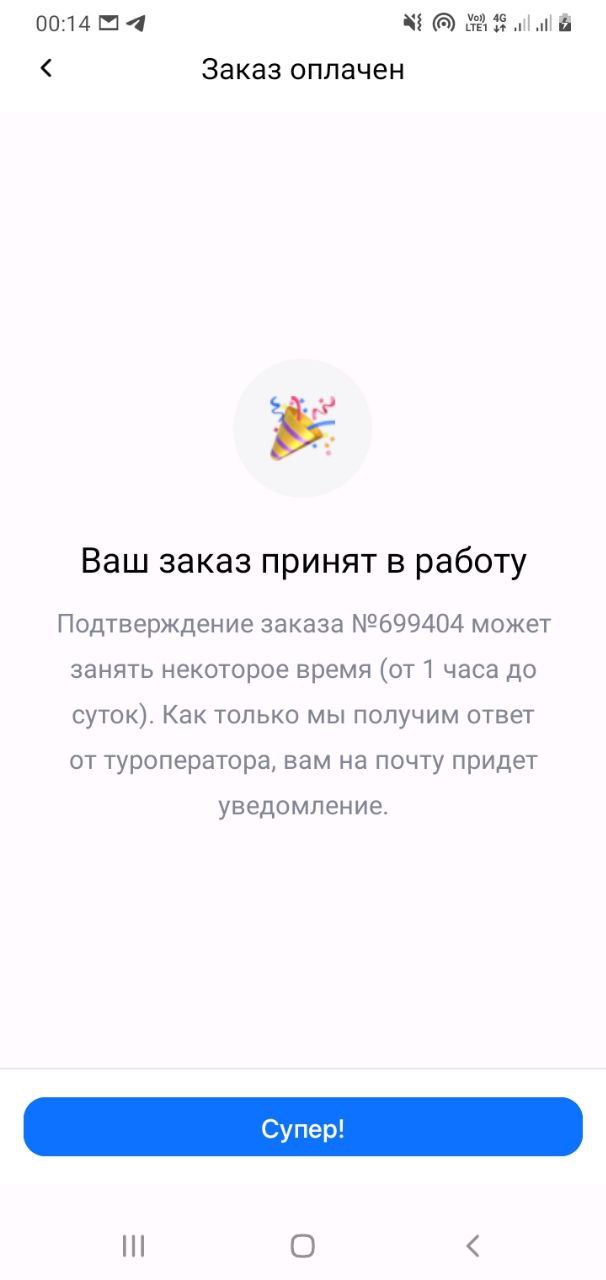 00:14
Vo)) 4G
LTE1
Заказ оплачен
Ваш заказ принят в работу
Подтверждение заказа №699404 может
занять некоторое время (от 1 часа до
суток). Как только мы получим ответ
от туроператора, вам на почту придет
уведомление.
Супер!